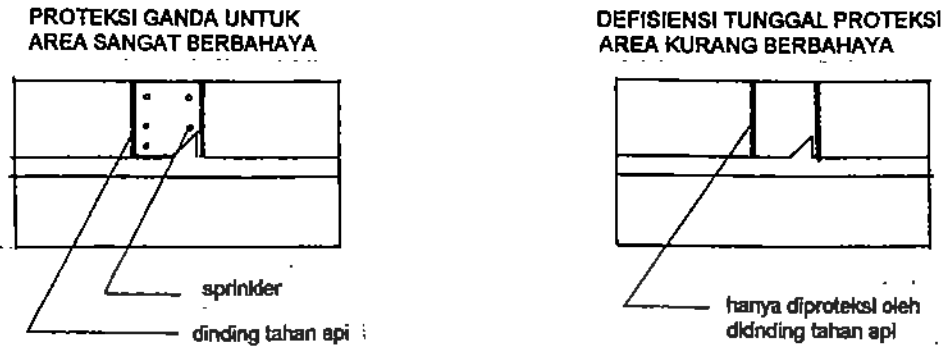 PROTEKSI GANDA UNTUK
AREA SANGAT BERBAHAYA
sprinkler
dinding tahan api
DEFISIENSI TUNGGAL PROTEKSI
AREA KURANG BERBAHAYA
hanya diproteksi oleh
didnding tahan api